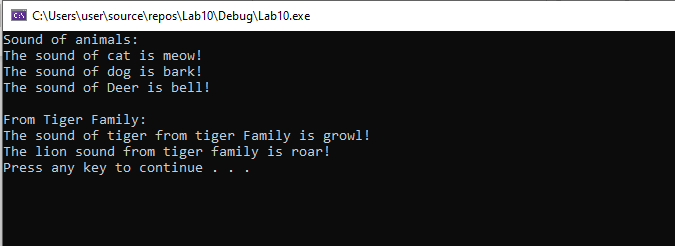 C:\Users\user\source\repos\Lab10\Debug\Lab10.exe
Sound of animals:
The sound of cat is meow!
The sound of dog is bark!
The sound of Deer is bell!
From Tiger Family:
The sound of tiger from tiger Family is growl!
The lion sound from tiger family is roar!
Press any key to continue . . .